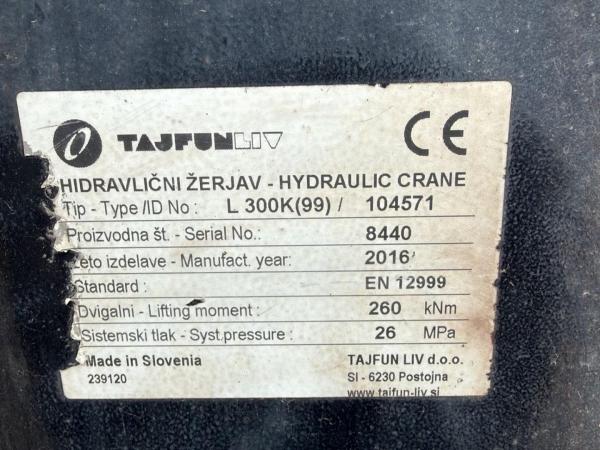 TAJFUN LIV CE
HIDRAVLIČNI ŽERJAV - HYDRAULIC CRANE
Tip - Type /ID No : L 300K(99) / 104571
Proizvodna št. - Serial No.: 8440
Leto izdelave - Manufact. year: 2016
Standard : EN 12999
Dvigalni - Lifting moment : 260 kNm
Sistemski tlak - Syst.pressure : 26 MPa
Made in Slovenia TAJFUN LIV d.o.o.
239120 SI - 6230 Postojna
www.tajfun-liv.si